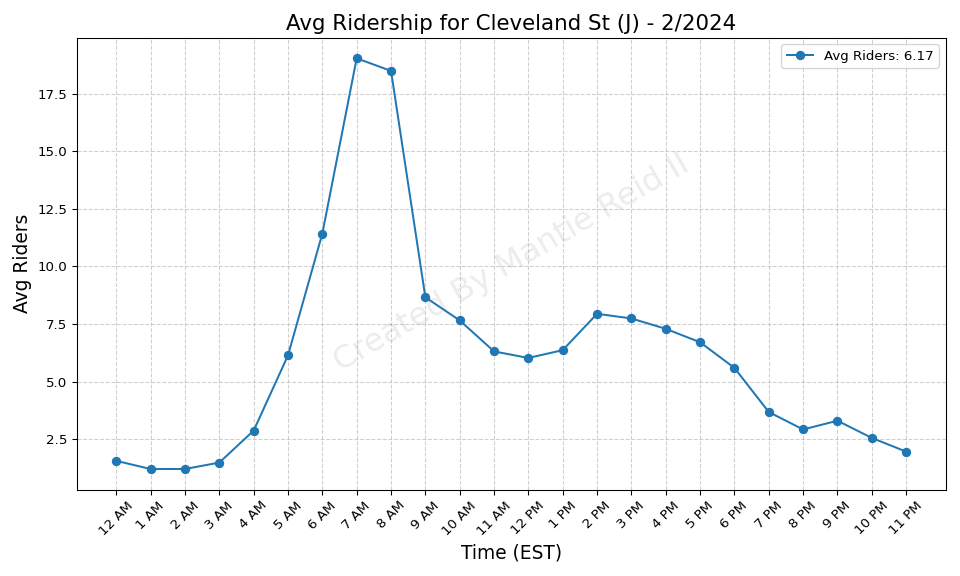 Avg Ridership for Cleveland St (J) - 2/2024
Avg Riders: 6.17
Avg Riders
17.5
15.0
12.5
10.0
7.5
5.0
2.5
Created By Mantie Reid II
12 AM 1 AM 2 AM 3 AM 4 AM 5 AM 6 AM 7 AM 8 AM 9 AM 10 AM 11 AM 12 PM 1 PM 2 PM 3 PM 4 PM 5 PM 6 PM 7 PM 8 PM 9 PM 10 PM 11 PM
Time (EST)